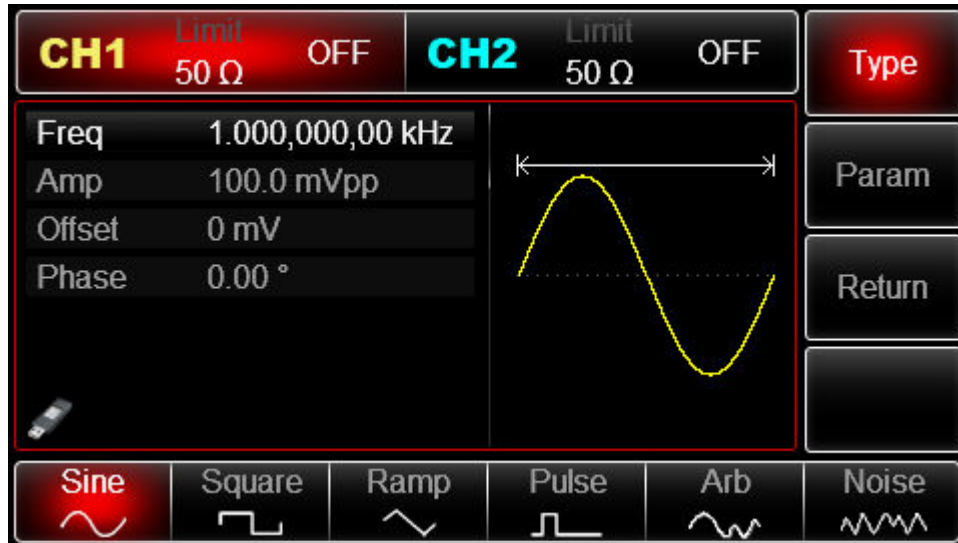 CH1 Limit 50 Ω OFF
CH2 Limit 50 Ω OFF
Type
Freq 1.000,000,00 kHz
Amp 100.0 mVpp
Offset 0 mV
Phase 0.00 °
Param
Return
Sine
Square
Ramp
Pulse
Arb
Noise